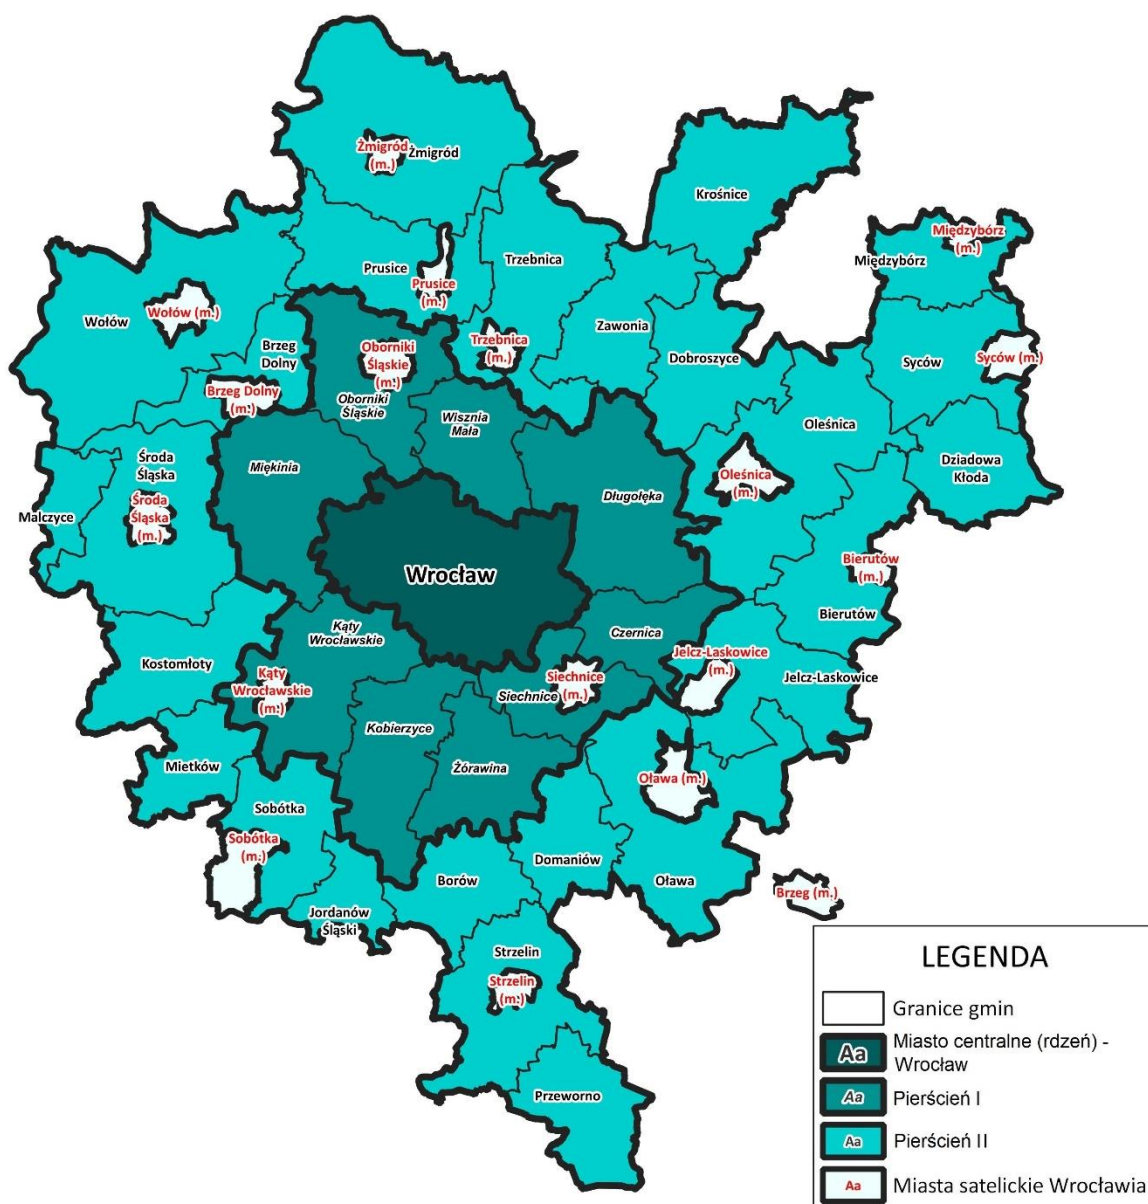 Żmigród
(m.)
Żmigród
Krośnice
Międzybórz
(m.)
Międzybórz
Trzebnica
Prusice
Prusice
(m.)
Wołów (m.)
Wołów
Zawonia
Trzebnica
(m.)
Brzeg
Dolny
Oborniki
Śląskie
(m.)
Dobroszyce
Syców
Syców (m.)
Brzeg Dolny
(m.)
Oborniki
Śląskie
Wisznia
Mała
Oleśnica
Środa
Śląska
Miękinia
Dziadowa
Kłoda
Oleśnica
(m.)
Długołęka
Środa
Śląska
(m.)
Malczyce
Wrocław
Bierutów
(m.)
Bierutów
Kąty
Wrocławskie
Czernica
Kostomłoty
Jelcz-Laskowice
(m.)
Jelcz-Laskowice
Kąty
Wrocławskie
(m.)
Siechnice
(m.)
Siechnice
Kobierzyce
Mietków
Żórawina
Oława (m.)
Sobótka
Sobótka
(m.)
Domaniów
Borów
Oława
Brzeg (m.)
Jordanów
Śląski
Strzelin
Strzelin
(m.)
Przeworno
LEGENDA
Granice gmin
Aa
Miasto centralne (rdzeń) -
Wrocław
Aa
Pierścień I
Aa
Pierścień II
Aa
Miasta satelickie Wrocławia